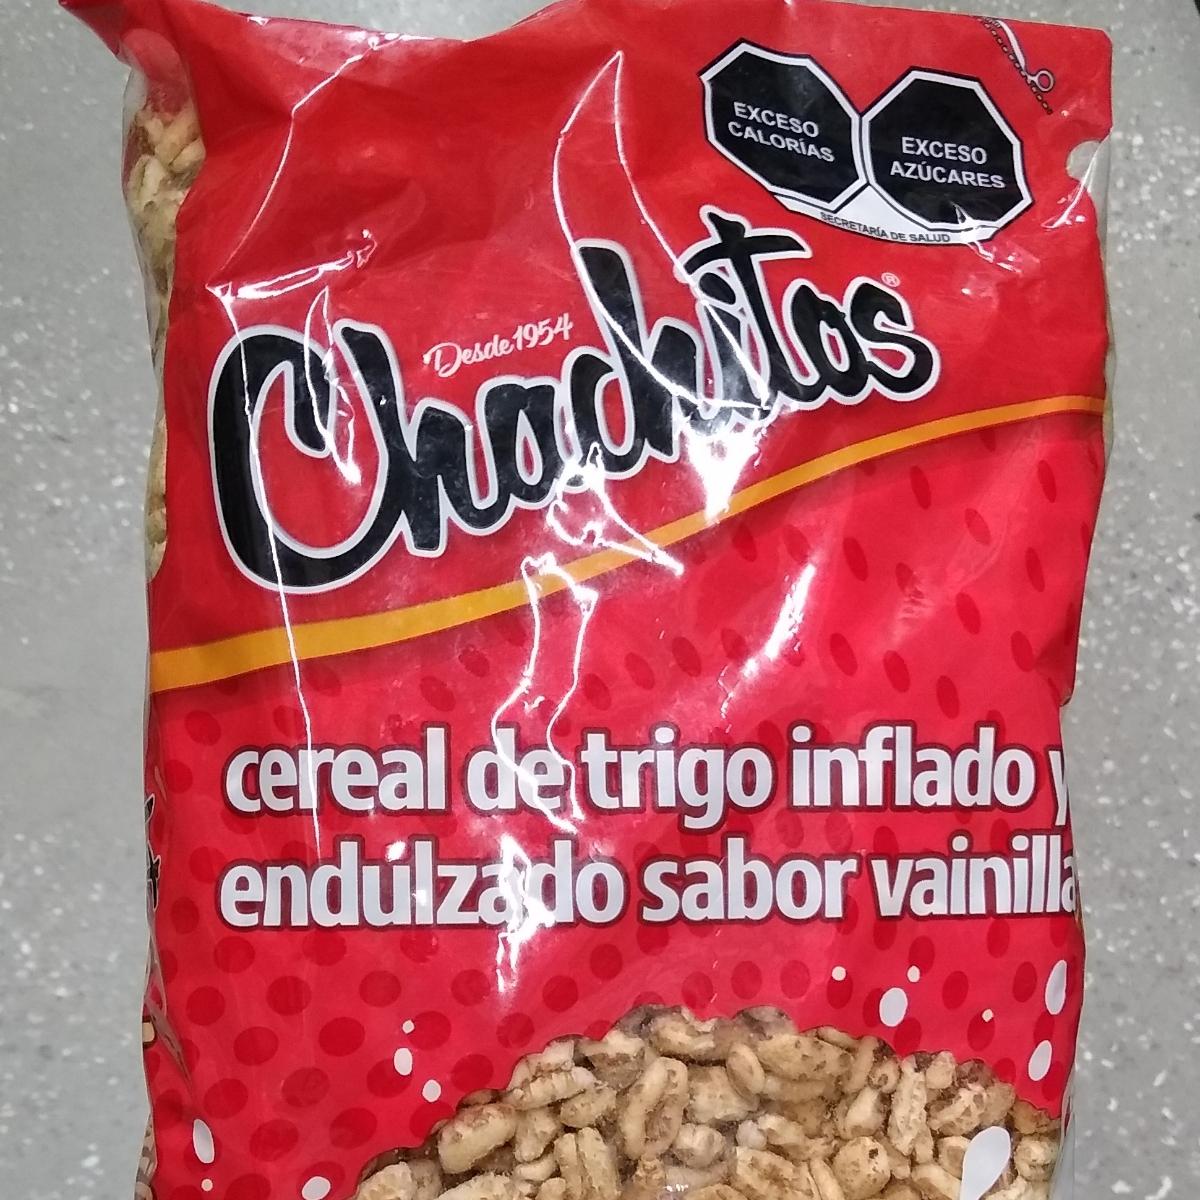 EXCESO
CALORÍAS
EXCESO
AZÚCARES
SECRETARÍA DE SALUD
Desde 1954
Chachitos®
cereal de trigo inflado y
endulzado sabor vainilla